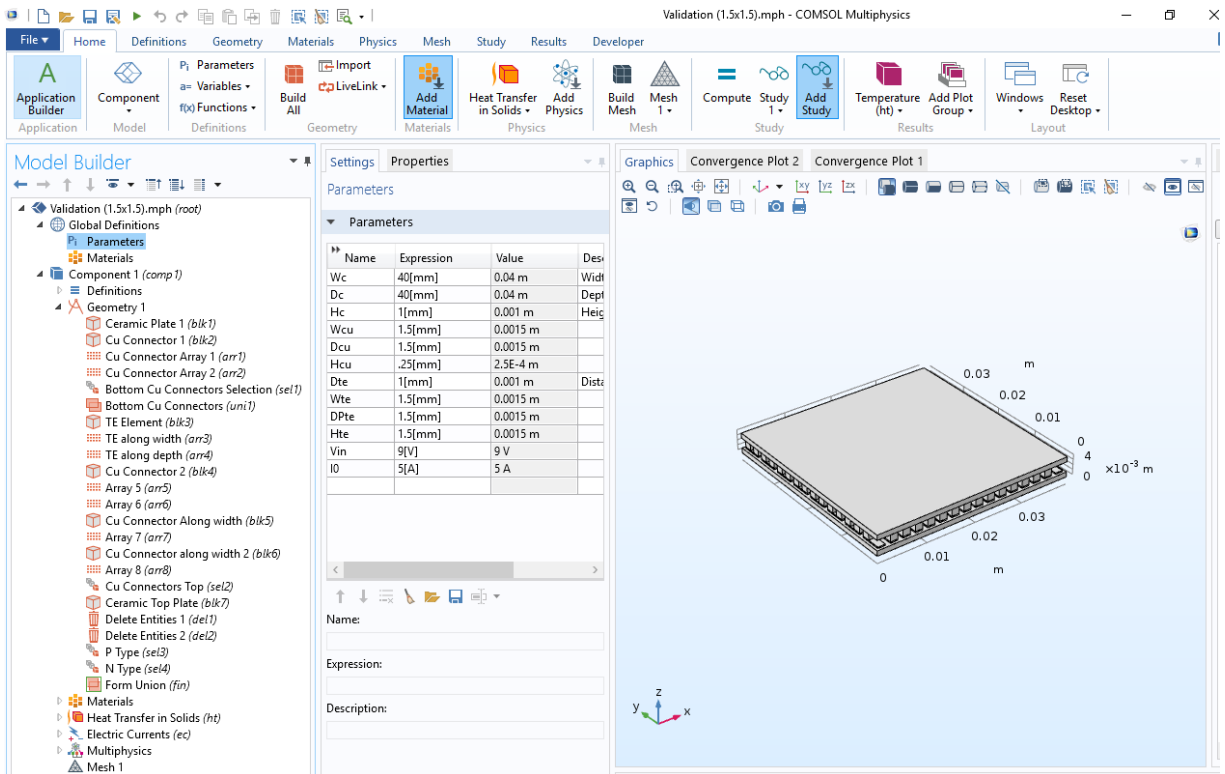 Validation (1.5x1.5).mph - COMSOL Multiphysics
File Home Definitions Geometry Materials Physics Mesh Study Results Developer
Application Builder
Application
Component
Model
Pi Parameters
a= Variables
f(x) Functions
Definitions
Build All
Import
LiveLink
Geometry
Add Material
Materials
Heat Transfer in Solids
Add Physics
Physics
Build Mesh
Mesh 1
Mesh
Compute
Study 1
Add Study
Study
Temperature (ht)
Add Plot Group
Results
Windows
Reset Desktop
Layout
Model Builder
Validation (1.5x1.5).mph (root)
Global Definitions
Pi Parameters
Materials
Component 1 (comp1)
Definitions
Geometry 1
Ceramic Plate 1 (blk1)
Cu Connector 1 (blk2)
Cu Connector Array 1 (arr1)
Cu Connector Array 2 (arr2)
Bottom Cu Connectors Selection (sel1)
Bottom Cu Connectors (uni1)
TE Element (blk3)
TE along width (arr3)
TE along depth (arr4)
Cu Connector 2 (blk4)
Array 5 (arr5)
Array 6 (arr6)
Cu Connector Along width (blk5)
Array 7 (arr7)
Cu Connector along width 2 (blk6)
Array 8 (arr8)
Cu Connectors Top (sel2)
Ceramic Top Plate (blk7)
Delete Entities 1 (del1)
Delete Entities 2 (del2)
P Type (sel3)
N Type (sel4)
Form Union (fin)
Materials
Heat Transfer in Solids (ht)
Electric Currents (ec)
Multiphysics
Mesh 1
Settings Properties
Parameters
Parameters
Name Expression Value Des
Wc 40[mm] 0.04 m Widt
Dc 40[mm] 0.04 m Dept
Hc 1[mm] 0.001 m Heig
Wcu 1.5[mm] 0.0015 m
Dcu 1.5[mm] 0.0015 m
Hcu .25[mm] 2.5E-4 m
Dte 1[mm] 0.001 m Dista
Wte 1.5[mm] 0.0015 m
DPte 1.5[mm] 0.0015 m
Hte 1.5[mm] 0.0015 m
Vin 9[V] 9 V
I0 5[A] 5 A
Name:
Expression:
Description:
Graphics Convergence Plot 2 Convergence Plot 1
xy yz zx
m
0.03
0.02
0.01
0
4
0
×10⁻³ m
0.03
0.02
0.01
0
m
z
y
x